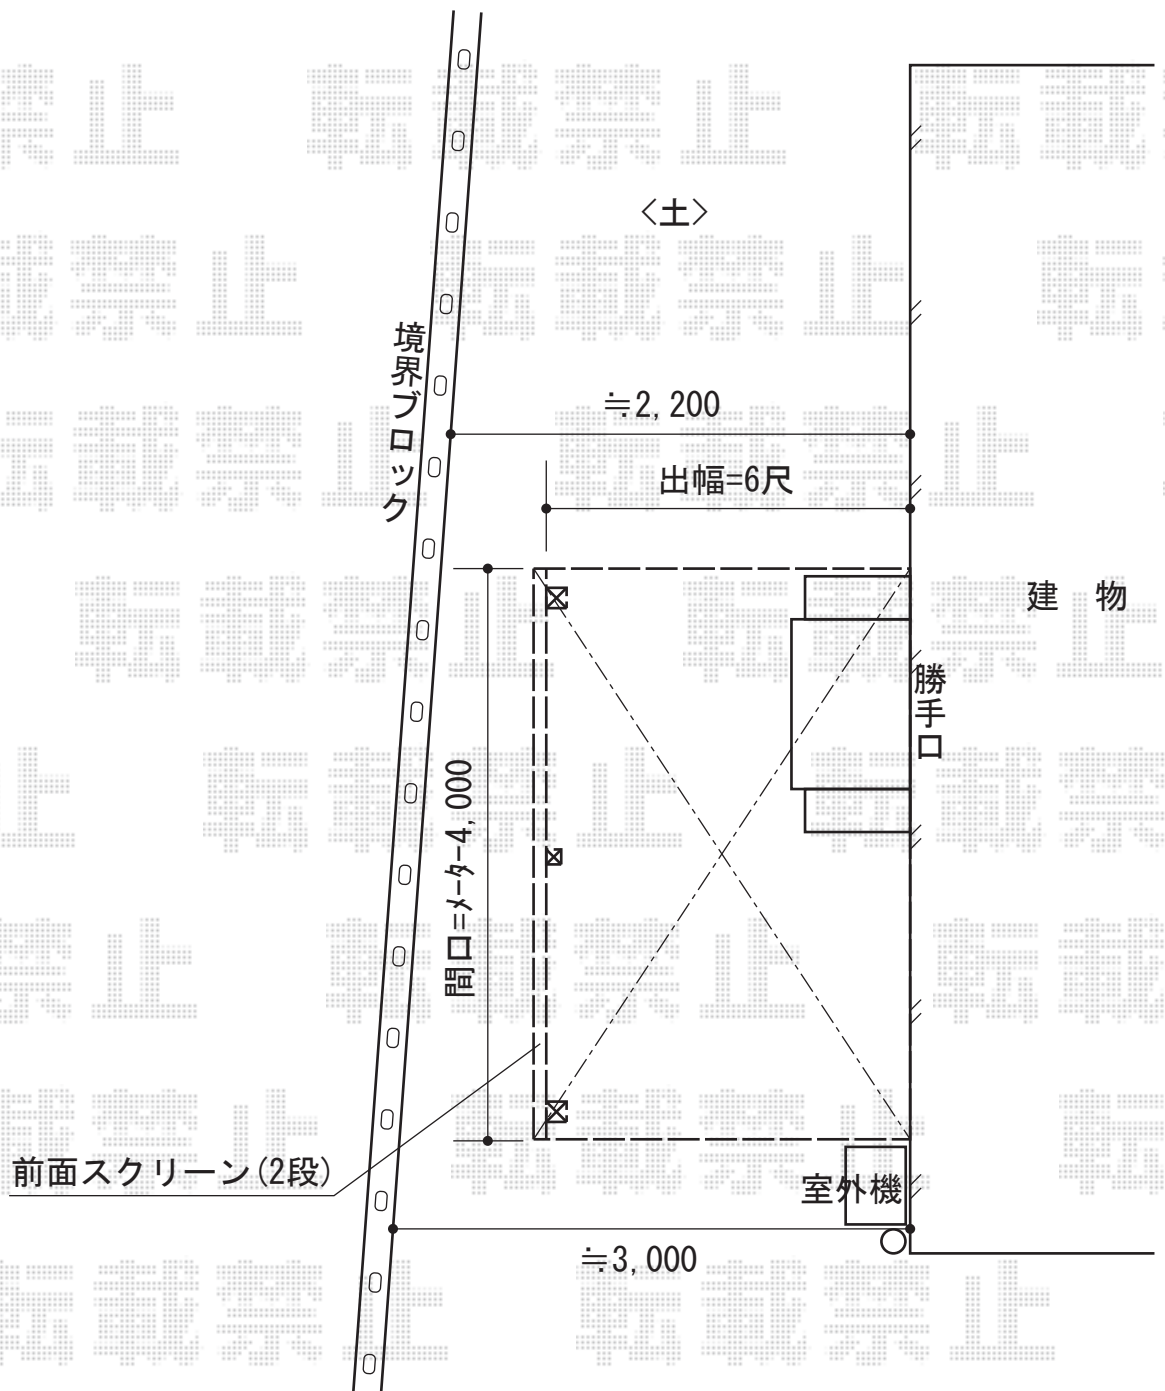 転載禁止
〈土〉
境界ブロック
≒2,200
出幅=6尺
建 物
勝手口
間口=メーター4,000
前面スクリーン(2段)
室外機
≒3,000